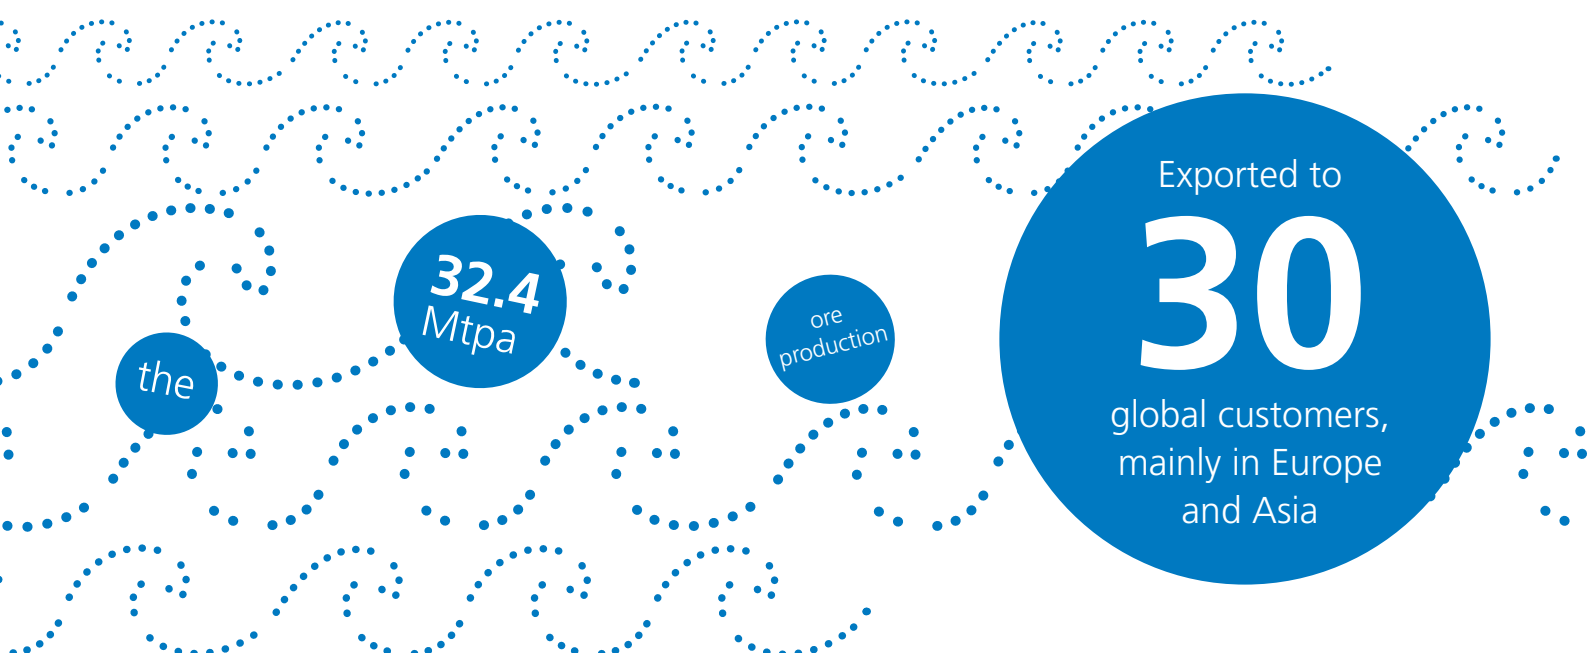 the
32.4
Mtpa
ore
production
Exported to
30
global customers,
mainly in Europe
and Asia